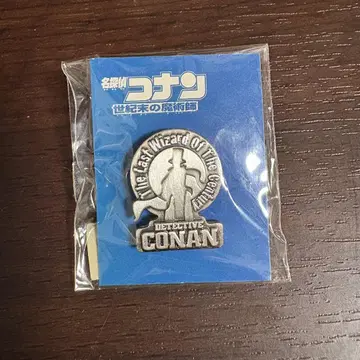 名探偵
コナン
世紀末の魔術師
The Last Wizard Of The Century
DETECTIVE
CONAN